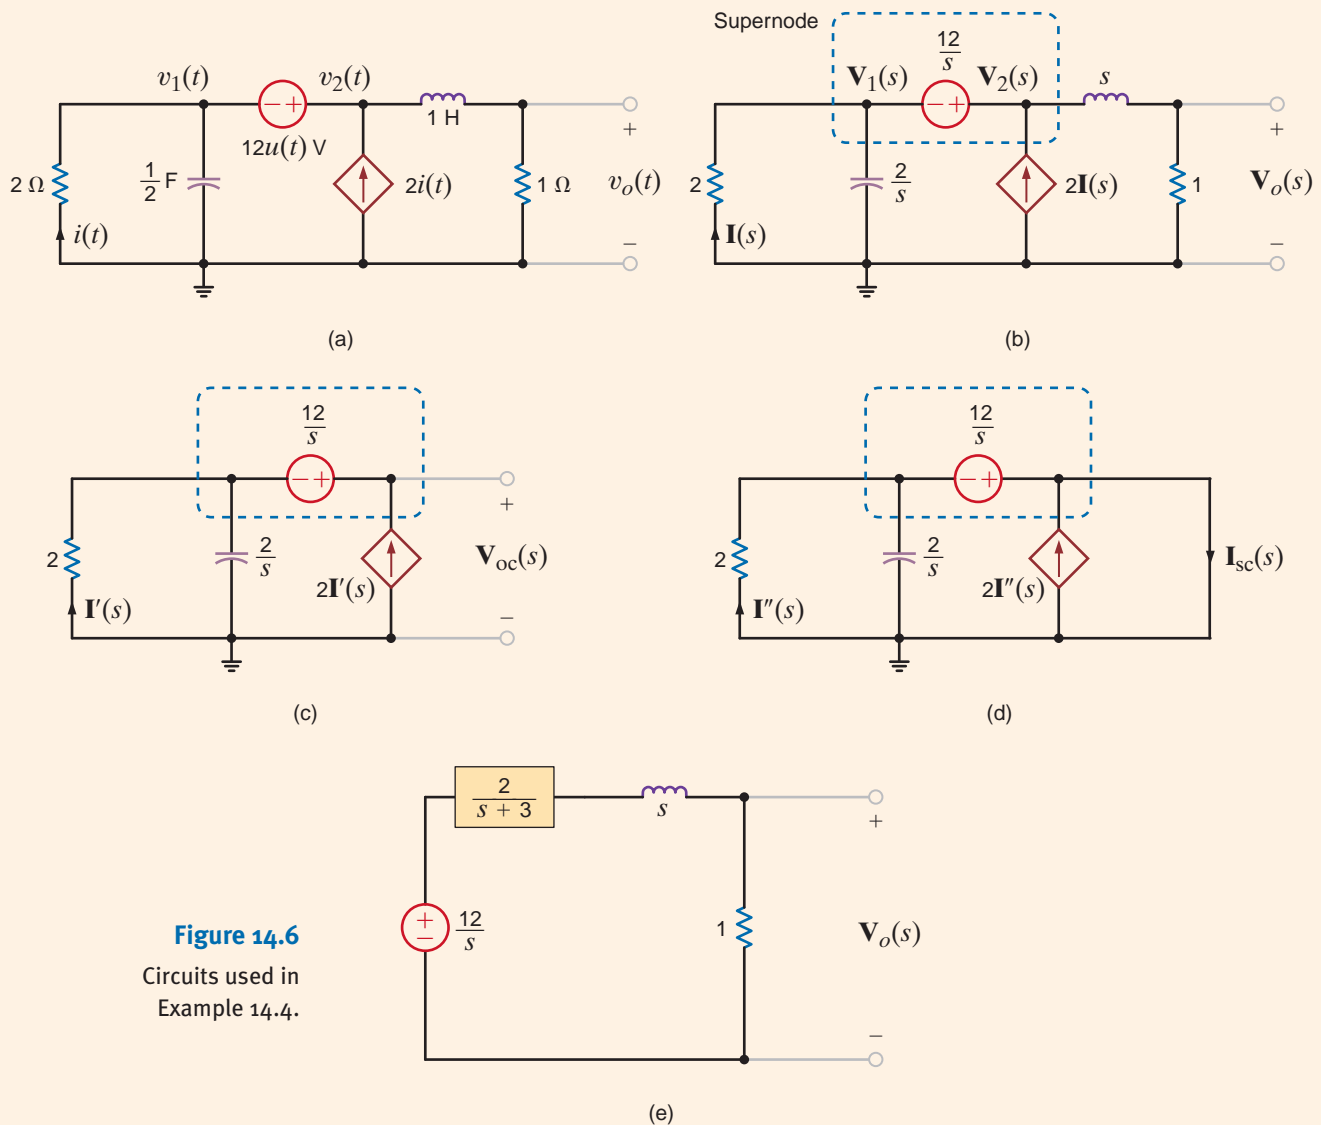 Supernode
v1(t)
v2(t)
− +
12u(t) V
1 H
2 Ω
1/2 F
2i(t)
1 Ω
+
vo(t)
−
i(t)
(a)
12/s
V1(s)
V2(s)
− +
s
2
2/s
2I(s)
1
+
Vo(s)
−
I(s)
(b)
12/s
− +
2
2/s
2I′(s)
+
Voc(s)
−
I′(s)
(c)
12/s
− +
2
2/s
2I″(s)
Isc(s)
I″(s)
(d)
2/(s + 3)
s
+
−
12/s
1
+
Vo(s)
−
(e)
Figure 14.6
Circuits used in
Example 14.4.